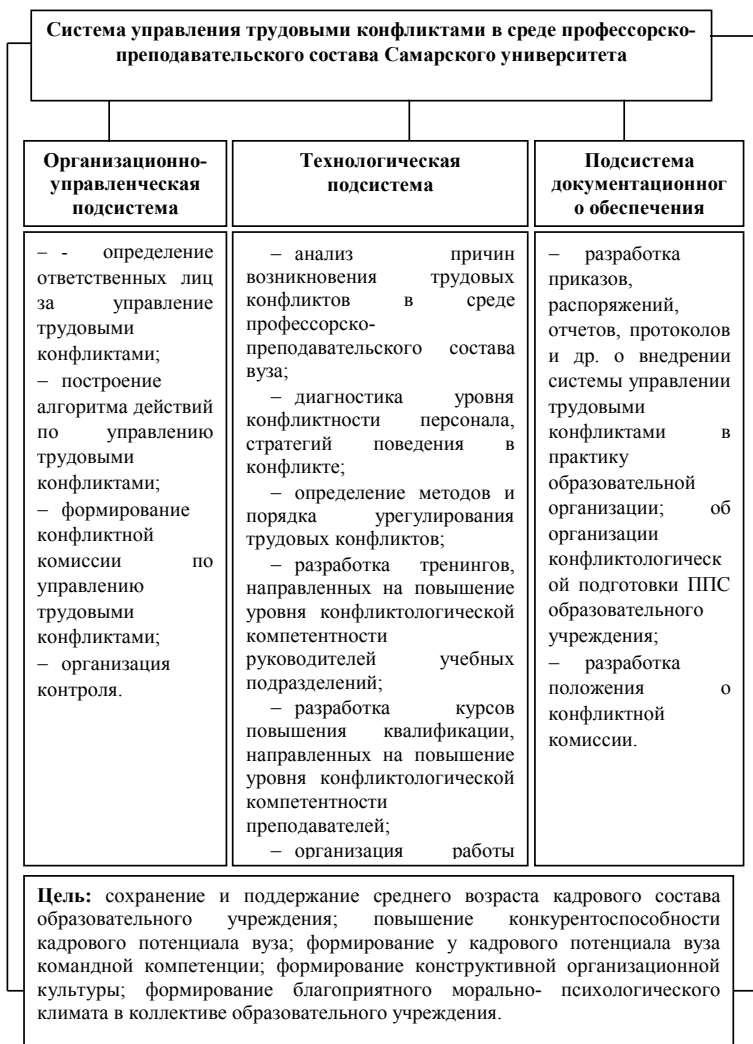 Система управления трудовыми конфликтами в среде профессорско-
преподавательского состава Самарского университета
Организационно-
управленческая
подсистема
– - определение
ответственных лиц
за управление
трудовыми
конфликтами;
– построение
алгоритма действий
по управлению
трудовыми
конфликтами;
– формирование
конфликтной
комиссии по
управлению
трудовыми
конфликтами;
– организация
контроля.
Технологическая
подсистема
– анализ причин
возникновения трудовых
конфликтов в среде
профессорско-
преподавательского состава
вуза;
– диагностика уровня
конфликтности персонала,
стратегий поведения в
конфликте;
– определение методов и
порядка урегулирования
трудовых конфликтов;
– разработка тренингов,
направленных на повышение
уровня конфликтологической
компетентности
руководителей учебных
подразделений;
– разработка курсов
повышения квалификации,
направленных на повышение
уровня конфликтологической
компетентности
преподавателей;
– организация работы
Подсистема
документационног
о обеспечения
– разработка
приказов,
распоряжений,
отчетов, протоколов
и др. о внедрении
системы управлении
трудовыми
конфликтами в
практику
образовательной
организации; об
организации
конфликтологическ
ой подготовки ППС
образовательного
учреждения;
– разработка
положения о
конфликтной
комиссии.
Цель: сохранение и поддержание среднего возраста кадрового состава
образовательного учреждения; повышение конкурентоспособности
кадрового потенциала вуза; формирование у кадрового потенциала вуза
командной компетенции; формирование конструктивной организационной
культуры; формирование благоприятного морально- психологического
климата в коллективе образовательного учреждения.